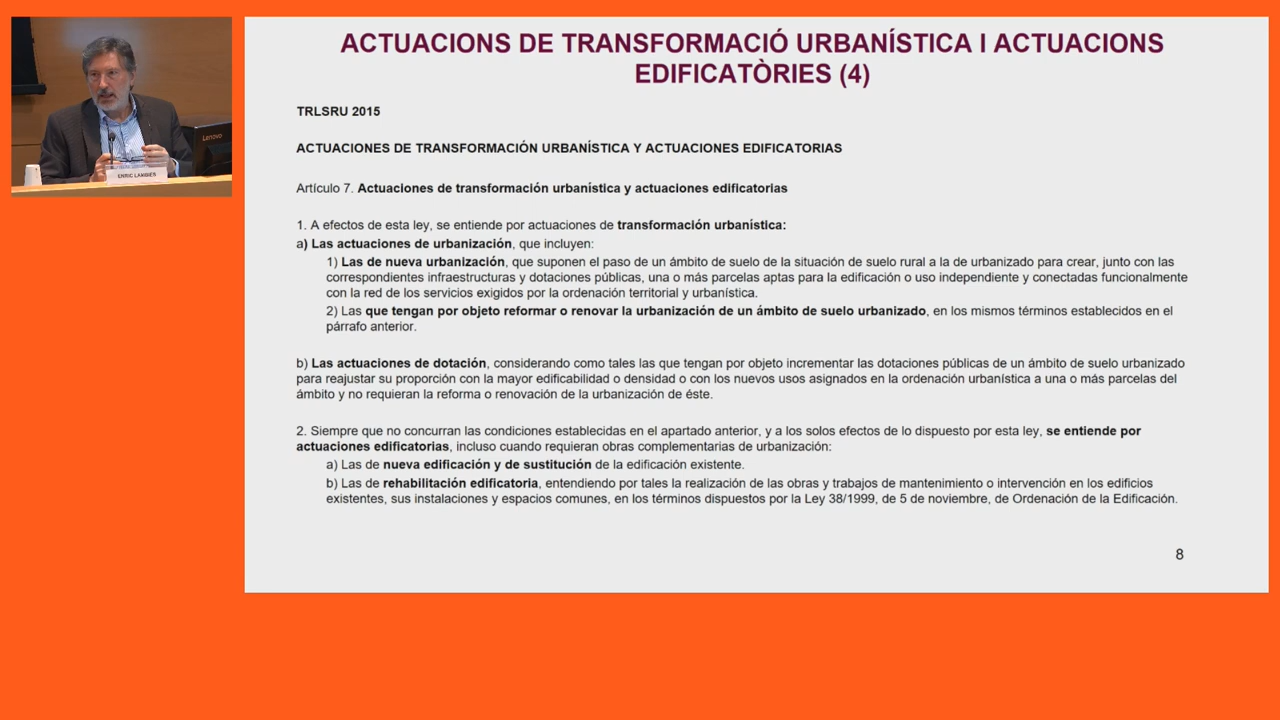 ACTUACIONS DE TRANSFORMACIÓ URBANÍSTICA I ACTUACIONS
EDIFICATÒRIES (4)
TRLSRU 2015
ACTUACIONES DE TRANSFORMACIÓN URBANÍSTICA Y ACTUACIONES EDIFICATORIAS
Artículo 7. Actuaciones de transformación urbanística y actuaciones edificatorias
1. A efectos de esta ley, se entiende por actuaciones de transformación urbanística:
a) Las actuaciones de urbanización, que incluyen:
1) Las de nueva urbanización, que suponen el paso de un ámbito de suelo de la situación de suelo rural a la de urbanizado para crear, junto con las
correspondientes infraestructuras y dotaciones públicas, una o más parcelas aptas para la edificación o uso independiente y conectadas funcionalmente
con la red de los servicios exigidos por la ordenación territorial y urbanística.
2) Las que tengan por objeto reformar o renovar la urbanización de un ámbito de suelo urbanizado, en los mismos términos establecidos en el
párrafo anterior.
b) Las actuaciones de dotación, considerando como tales las que tengan por objeto incrementar las dotaciones públicas de un ámbito de suelo urbanizado
para reajustar su proporción con la mayor edificabilidad o densidad o con los nuevos usos asignados en la ordenación urbanística a una o más parcelas del
ámbito y no requieran la reforma o renovación de la urbanización de éste.
2. Siempre que no concurran las condiciones establecidas en el apartado anterior, y a los solos efectos de lo dispuesto por esta ley, se entiende por
actuaciones edificatorias, incluso cuando requieran obras complementarias de urbanización:
a) Las de nueva edificación y de sustitución de la edificación existente.
b) Las de rehabilitación edificatoria, entendiendo por tales la realización de las obras y trabajos de mantenimiento o intervención en los edificios
existentes, sus instalaciones y espacios comunes, en los términos dispuestos por la Ley 38/1999, de 5 de noviembre, de Ordenación de la Edificación.
8
Lenovo
ENRIC LAMBIES